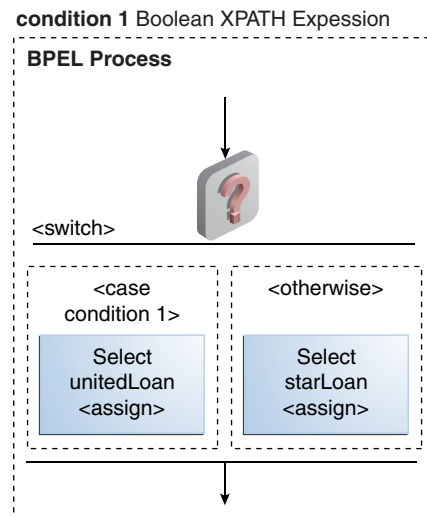 condition 1 Boolean XPATH Expession
BPEL Process
?
<switch>
<case
condition 1>
Select
unitedLoan
<assign>
<otherwise>
Select
starLoan
<assign>